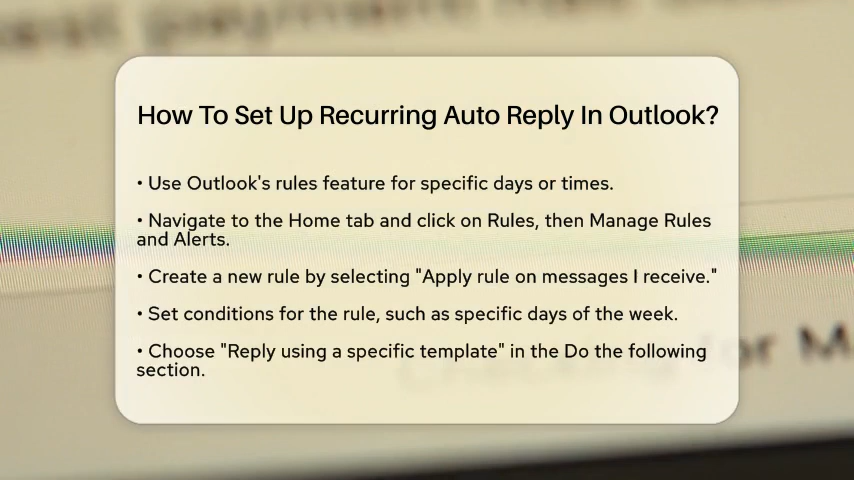 How To Set Up Recurring Auto Reply In Outlook?
• Use Outlook's rules feature for specific days or times.
• Navigate to the Home tab and click on Rules, then Manage Rules
and Alerts.
• Create a new rule by selecting "Apply rule on messages I receive."
• Set conditions for the rule, such as specific days of the week.
• Choose "Reply using a specific template" in the Do the following
section.